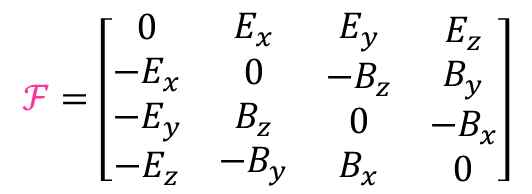 ℱ = [ 0 E_x E_y E_z
−E_x 0 −B_z B_y
−E_y B_z 0 −B_x
−E_z −B_y B_x 0 ]